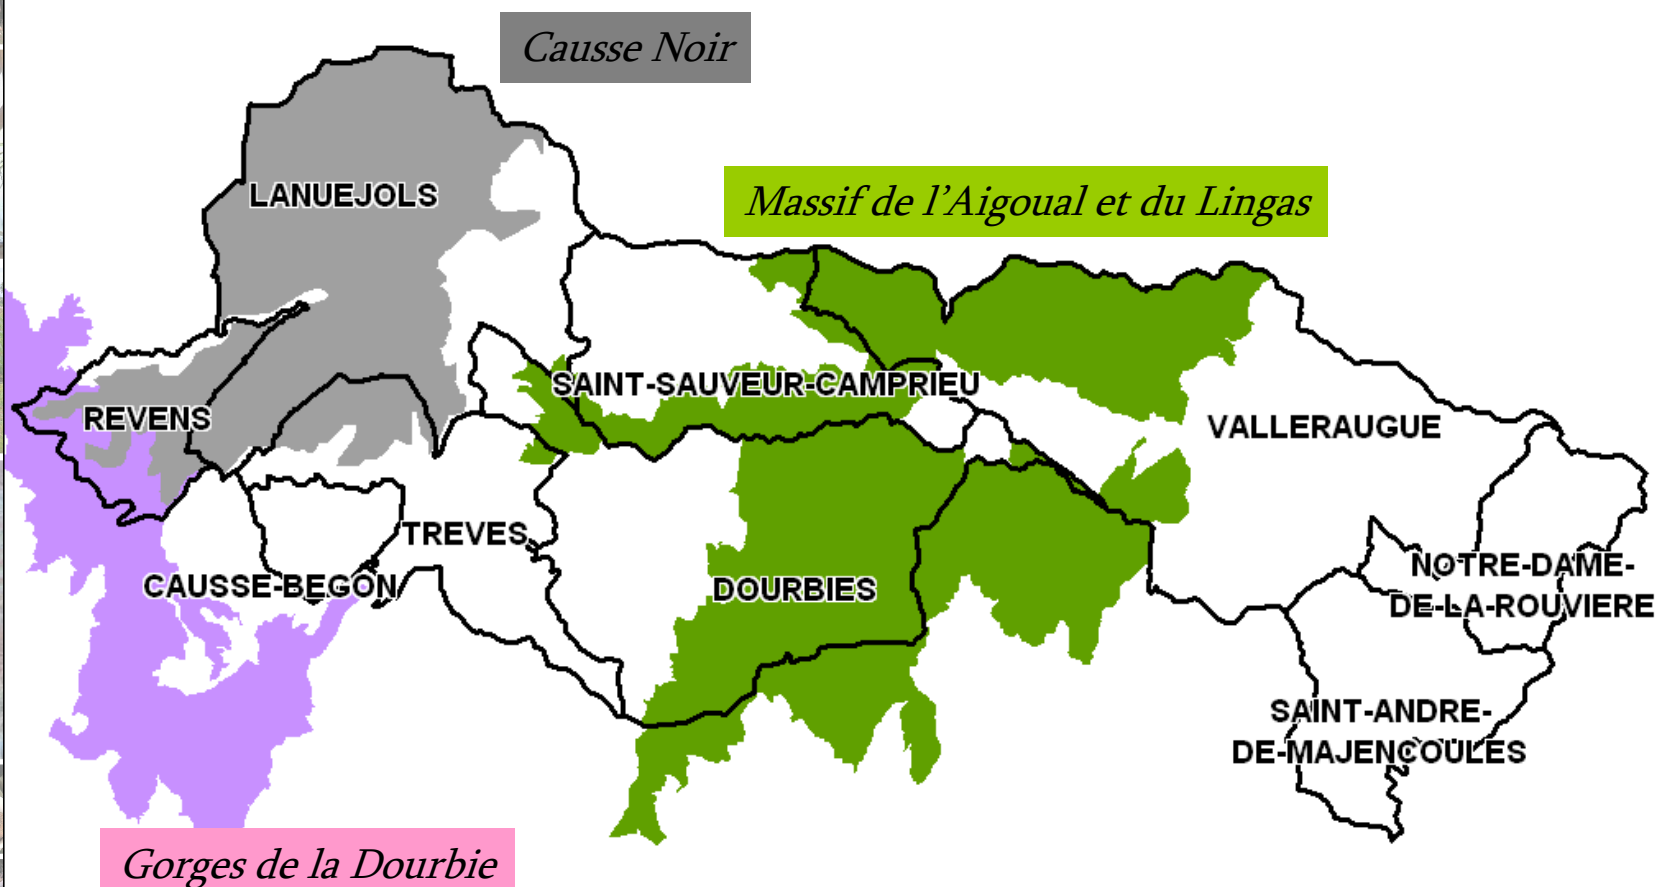 Causse Noir
LANUEJOLS
Massif de l'Aigoual et du Lingas
SAINT-SAUVEUR-CAMPRIEU
REVENS
VALLERAUGUE
TREVES
CAUSSE-BEGON
DOURBIES
NOTRE-DAME-
DE-LA-ROUVIERE
SAINT-ANDRE-
DE-MAJENCOULES
Gorges de la Dourbie